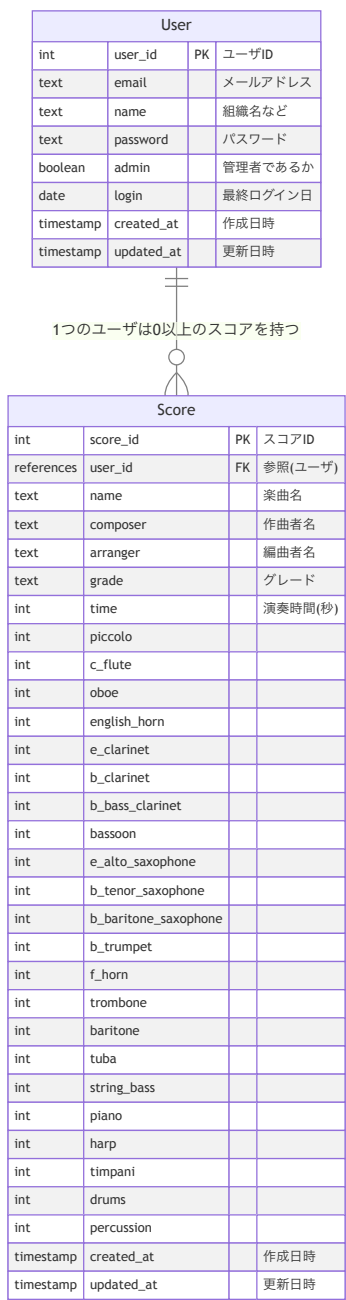 User
int user_id PK ユーザID
text email メールアドレス
text name 組織名など
text password パスワード
boolean admin 管理者であるか
date login 最終ログイン日
timestamp created_at 作成日時
timestamp updated_at 更新日時
1つのユーザは0以上のスコアを持つ
Score
int score_id PK スコアID
references user_id FK 参照(ユーザ)
text name 楽曲名
text composer 作曲者名
text arranger 編曲者名
text grade グレード
int time 演奏時間(秒)
int piccolo
int c_flute
int oboe
int english_horn
int e_clarinet
int b_clarinet
int b_bass_clarinet
int bassoon
int e_alto_saxophone
int b_tenor_saxophone
int b_baritone_saxophone
int b_trumpet
int f_horn
int trombone
int baritone
int tuba
int string_bass
int piano
int harp
int timpani
int drums
int percussion
timestamp created_at 作成日時
timestamp updated_at 更新日時